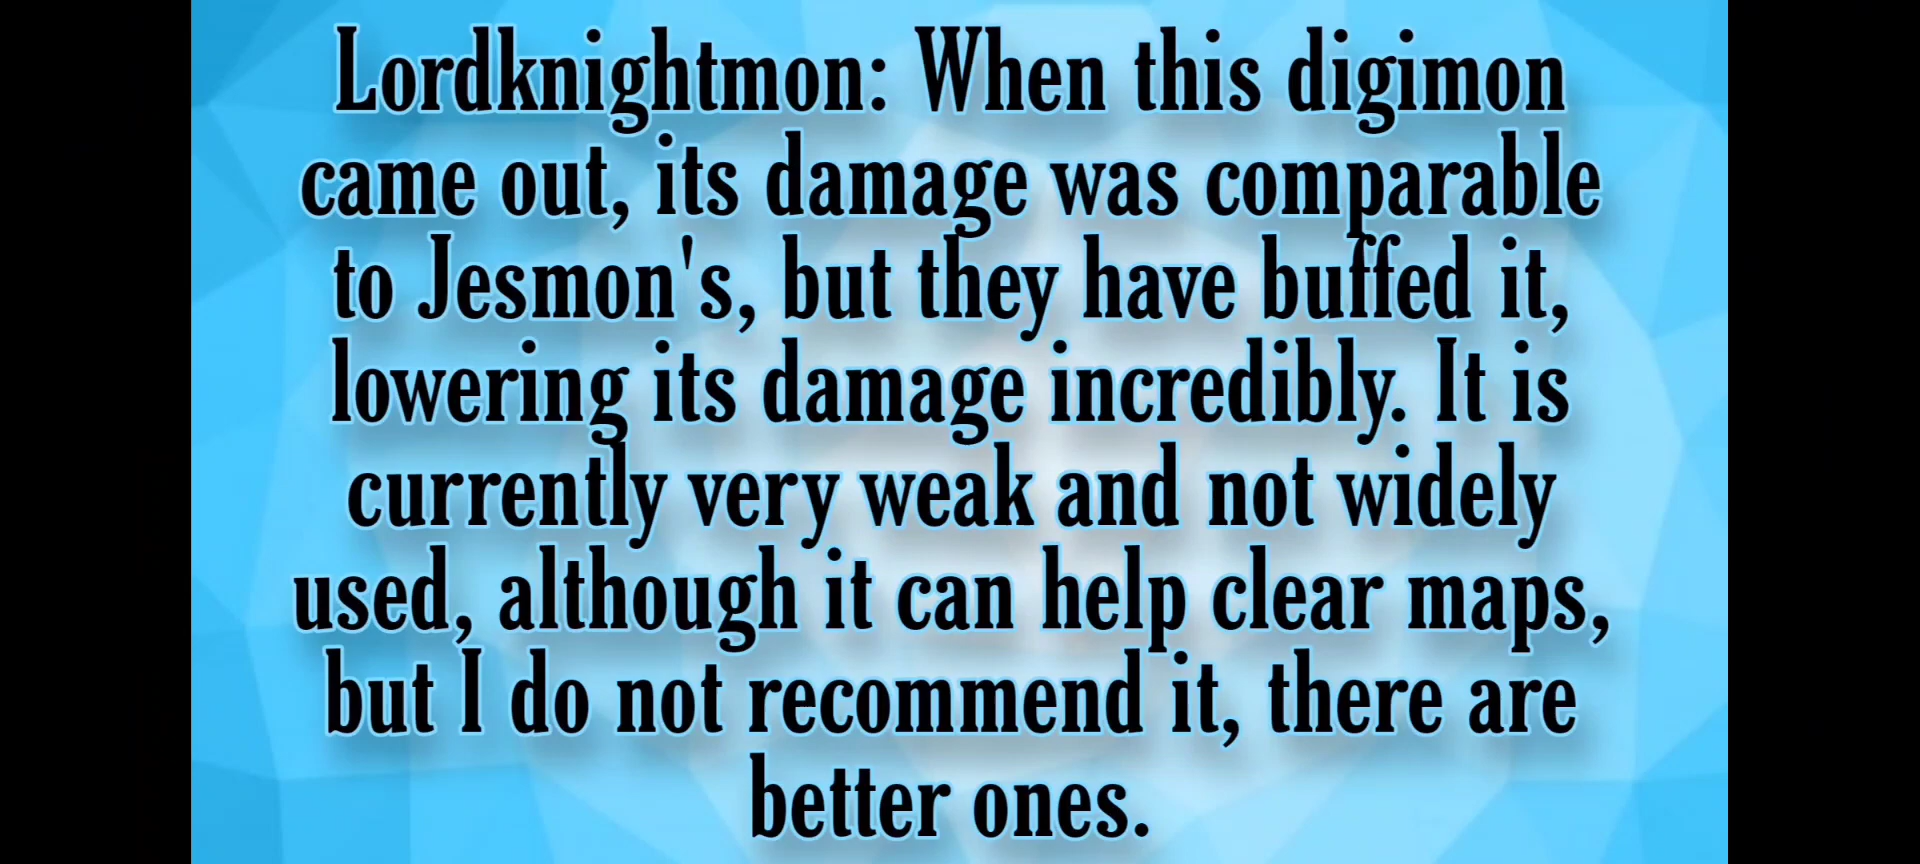 Lordknightmon: When this digimon
came out, its damage was comparable
to Jesmon's, but they have buffed it,
lowering its damage incredibly. It is
currently very weak and not widely
used, although it can help clear maps,
but I do not recommend it, there are
better ones.